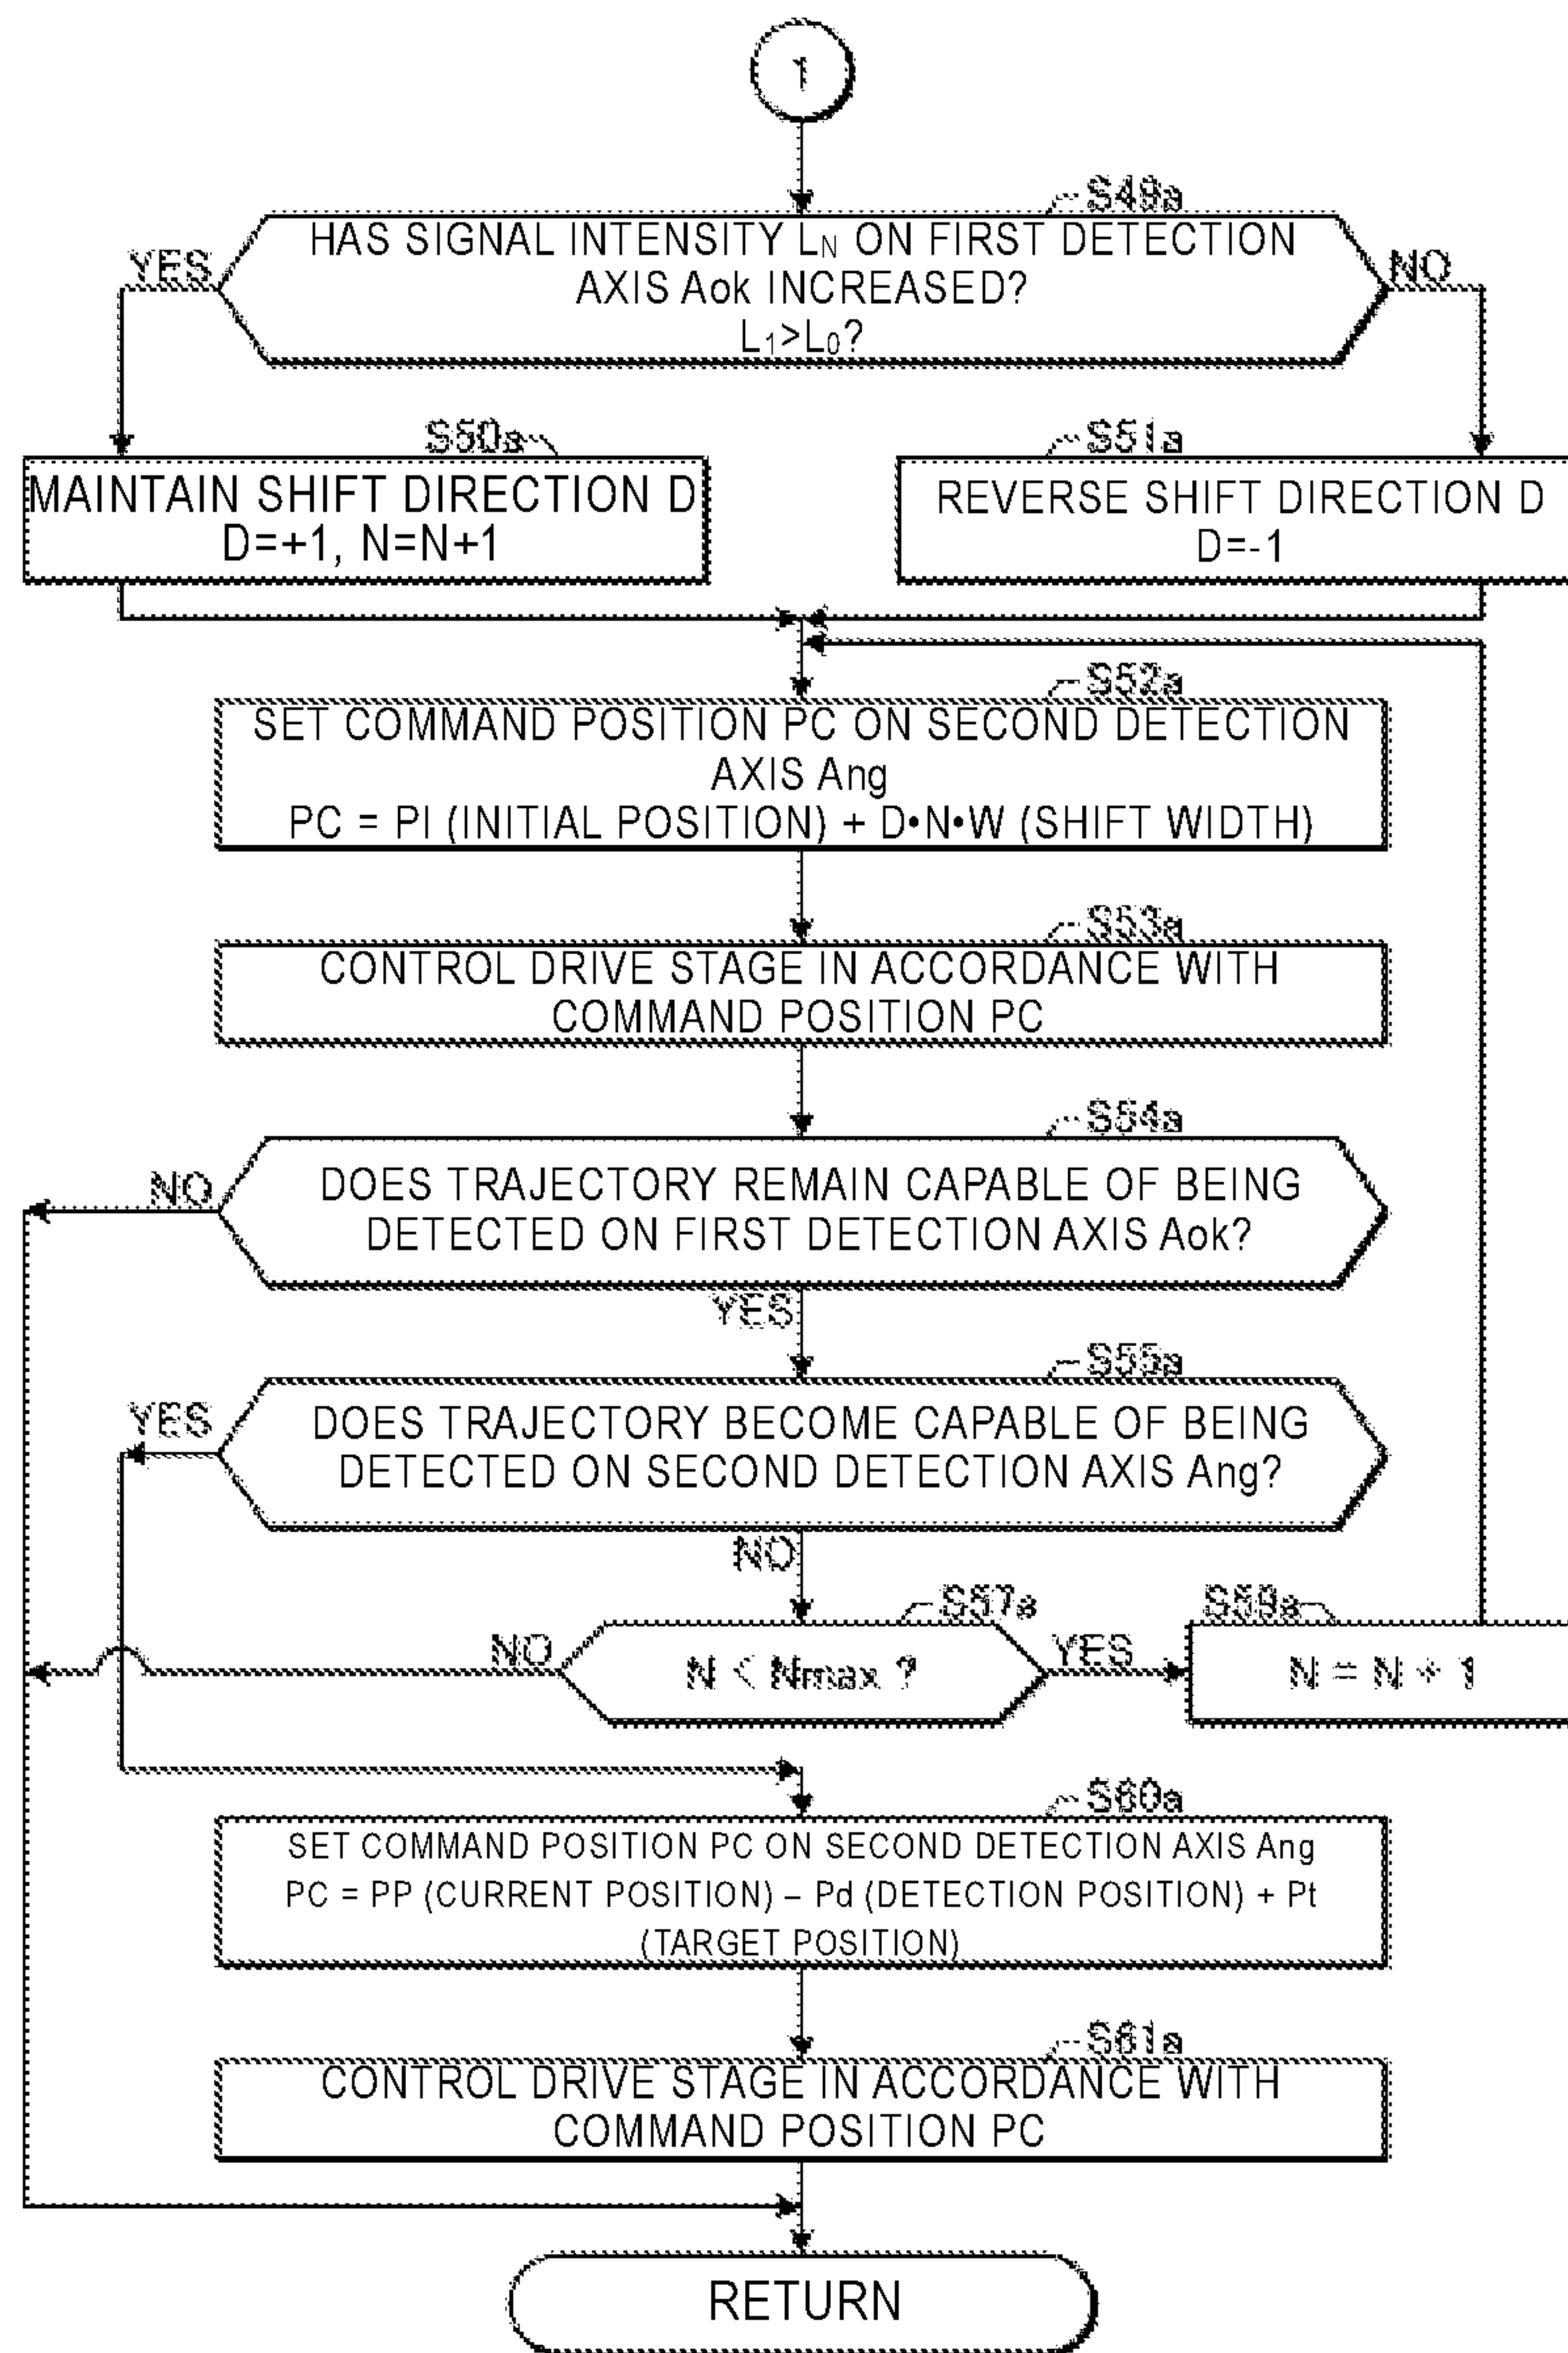 1
S49a
HAS SIGNAL INTENSITY LN ON FIRST DETECTION
AXIS Aok INCREASED?
L1>L0?
YES
NO
S50a
MAINTAIN SHIFT DIRECTION D
D=+1, N=N+1
S51a
REVERSE SHIFT DIRECTION D
D=-1
S52a
SET COMMAND POSITION PC ON SECOND DETECTION
AXIS Ang
PC = PI (INITIAL POSITION) + D•N•W (SHIFT WIDTH)
S53a
CONTROL DRIVE STAGE IN ACCORDANCE WITH
COMMAND POSITION PC
S54a
NO
DOES TRAJECTORY REMAIN CAPABLE OF BEING
DETECTED ON FIRST DETECTION AXIS Aok?
YES
S55a
YES
DOES TRAJECTORY BECOME CAPABLE OF BEING
DETECTED ON SECOND DETECTION AXIS Ang?
NO
S57a
NO
N < Nmax ?
YES
S59a
N = N + 1
S60a
SET COMMAND POSITION PC ON SECOND DETECTION AXIS Ang
PC = PP (CURRENT POSITION) – Pd (DETECTION POSITION) + Pt
(TARGET POSITION)
S61a
CONTROL DRIVE STAGE IN ACCORDANCE WITH
COMMAND POSITION PC
RETURN